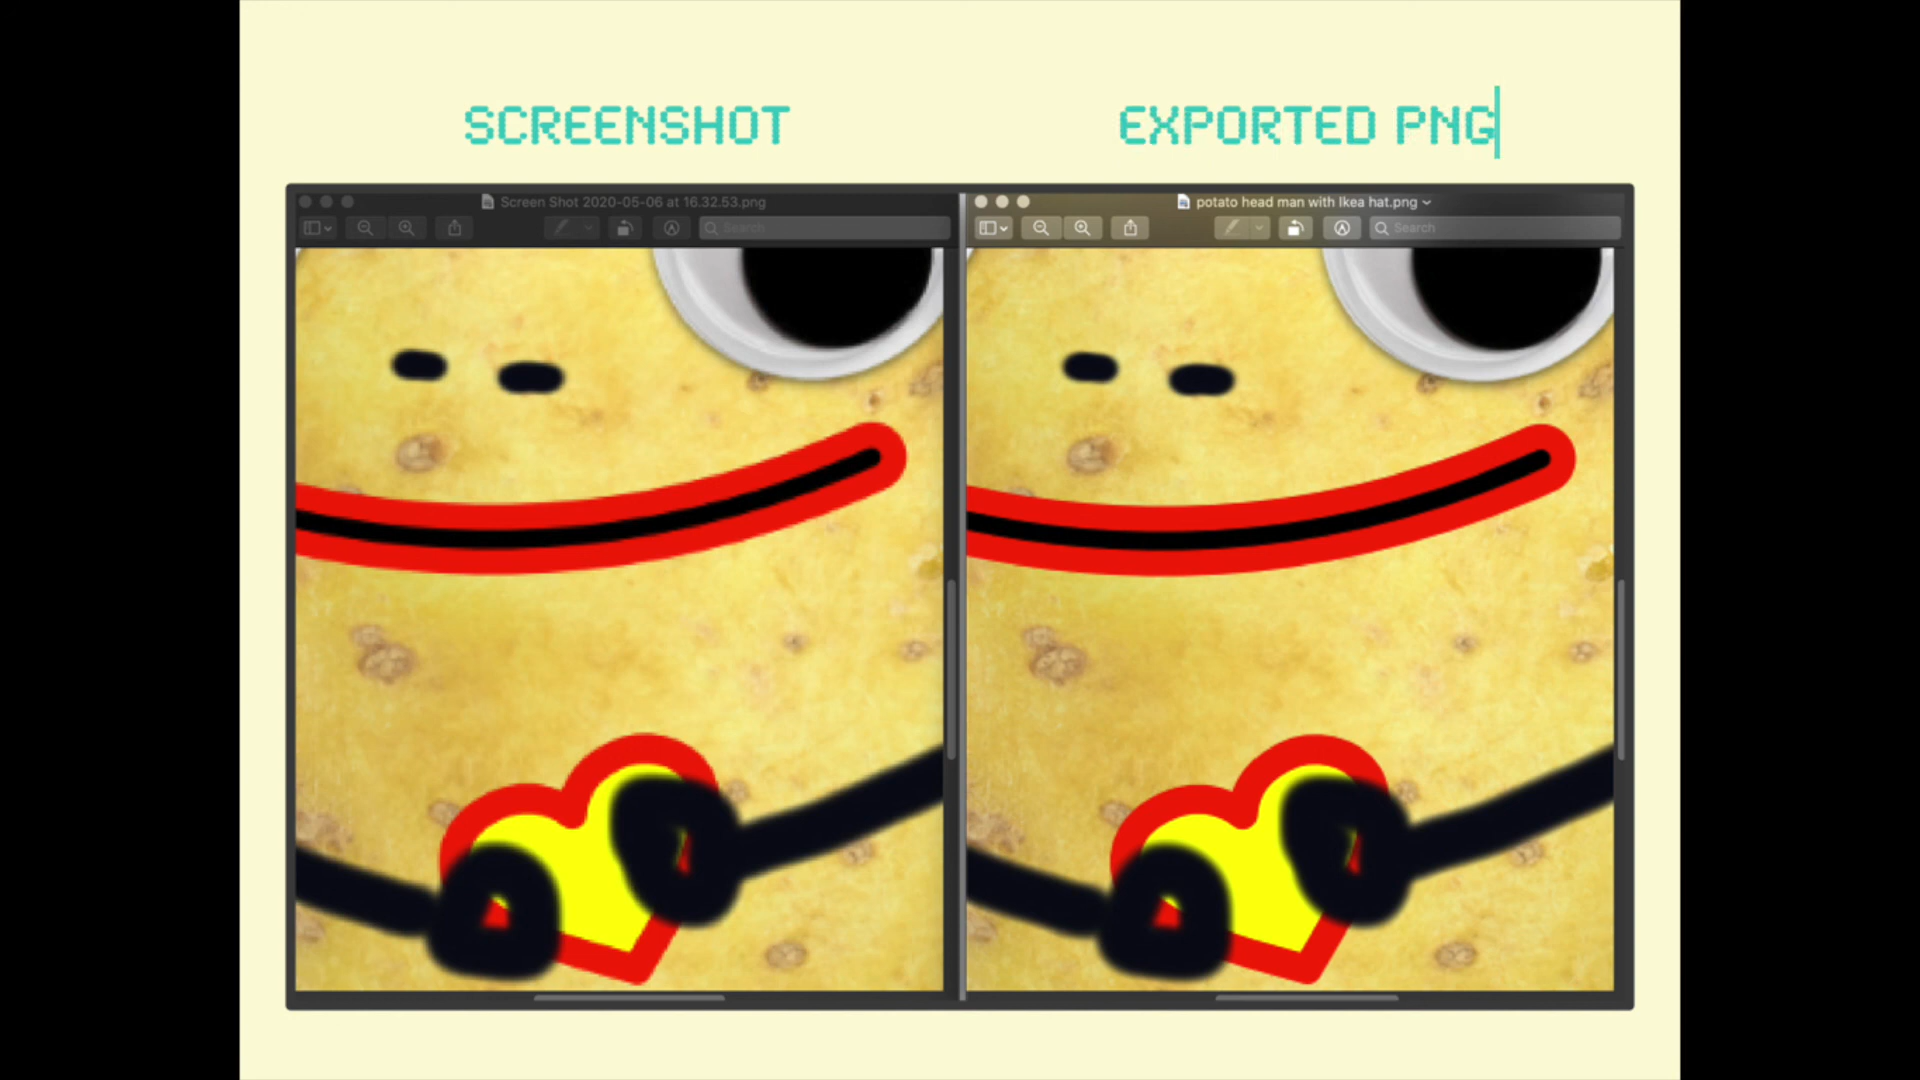 SCREENSHOT
EXPORTED PNG
Screen Shot 2020-05-06 at 16.32.53.png
potato head man with Ikea hat.png
Search
Search